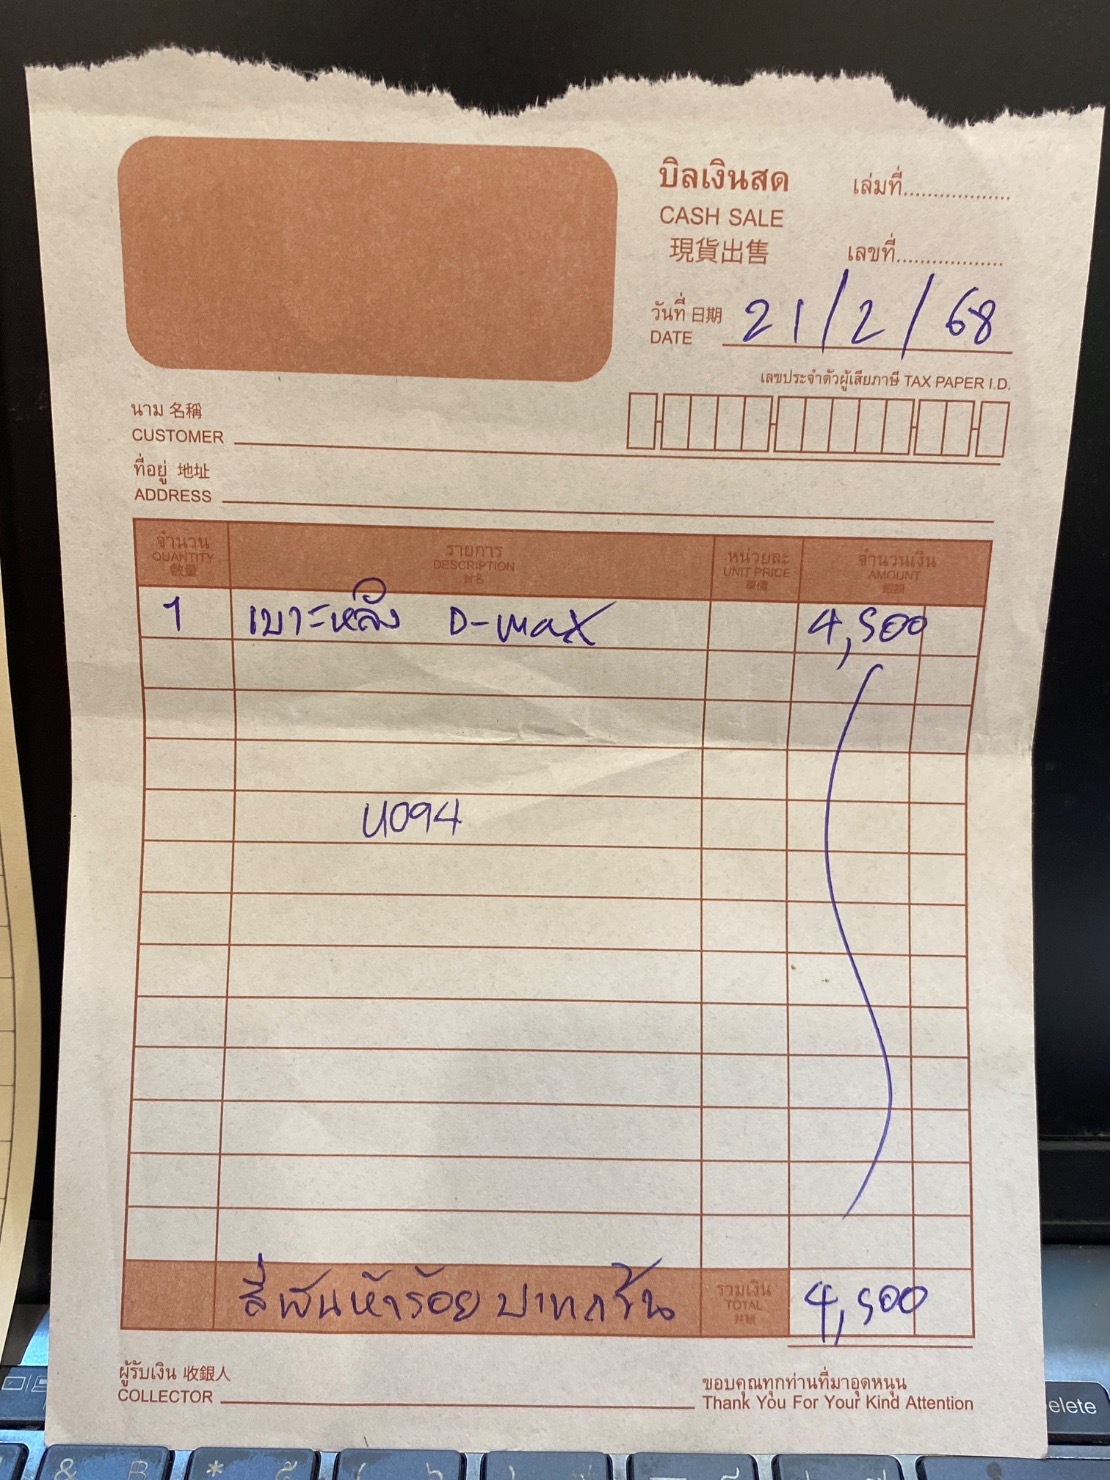 บิลเงินสด เล่มที่..................
CASH SALE
現貨出售 เลขที่..................
วันที่ 日期 21/2/68
DATE
เลขประจำตัวผู้เสียภาษี TAX PAPER I.D.
นาม 名稱
CUSTOMER
ที่อยู่ 地址
ADDRESS
จำนวน รายการ หน่วยละ จำนวนเงิน
QUANTITY DESCRIPTION UNIT PRICE AMOUNT
數量 單價
1 เบาะหลัง D-max 4,500
บ094
สี่พันห้าร้อยบาทถ้วน รวมเงิน 4,500
TOTAL
ผู้รับเงิน 收銀人
COLLECTOR
ขอบคุณทุกท่านที่มาอุดหนุน
Thank You For Your Kind Attention
elete
& B *